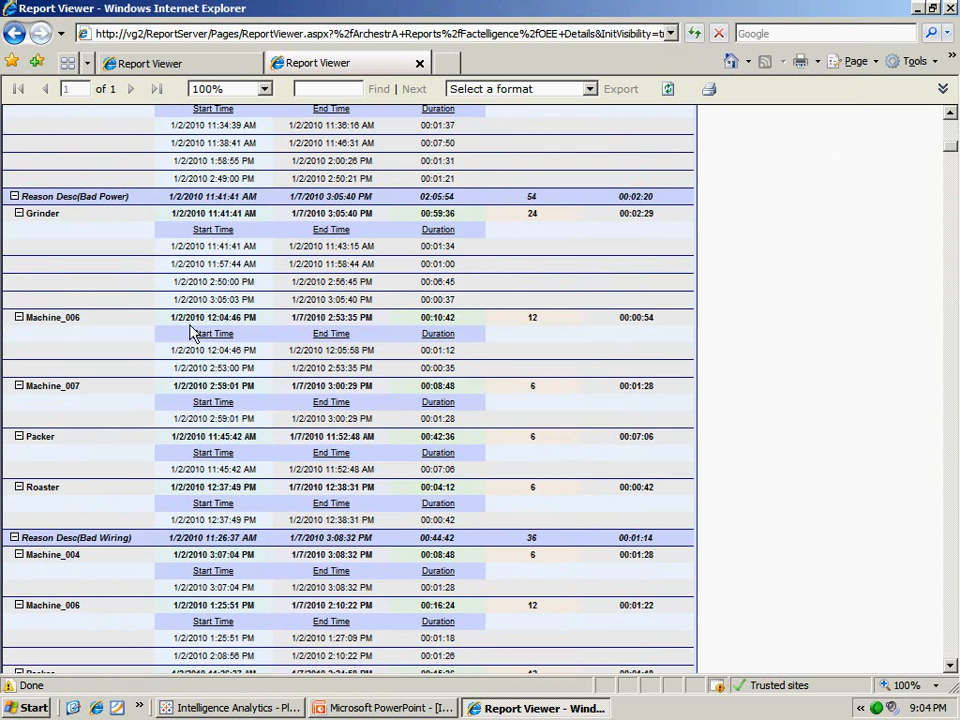 Report Viewer - Windows Internet Explorer
http://vg2/ReportServer/Pages/ReportViewer.aspx?%2fArchestrA+Reports%2fFactelligence%2fOEE+Details&InitVisibility=t
Google
Report Viewer
Report Viewer
Page
Tools
1 of 1
100%
Find | Next
Select a format
Export
Start Time End Time Duration
1/2/2010 11:34:39 AM 1/2/2010 11:36:16 AM 00:01:37
1/2/2010 11:38:41 AM 1/2/2010 11:46:31 AM 00:07:50
1/2/2010 1:58:55 PM 1/2/2010 2:00:26 PM 00:01:31
1/2/2010 2:49:00 PM 1/2/2010 2:50:21 PM 00:01:21
Reason Desc(Bad Power) 1/2/2010 11:41:41 AM 1/7/2010 3:05:40 PM 02:05:54 54 00:02:20
Grinder 1/2/2010 11:41:41 AM 1/7/2010 3:05:40 PM 00:59:36 24 00:02:29
Start Time End Time Duration
1/2/2010 11:41:41 AM 1/2/2010 11:43:15 AM 00:01:34
1/2/2010 11:57:44 AM 1/2/2010 11:58:44 AM 00:01:00
1/2/2010 2:50:00 PM 1/2/2010 2:56:45 PM 00:06:45
1/2/2010 3:05:03 PM 1/2/2010 3:05:40 PM 00:00:37
Machine_006 1/2/2010 12:04:46 PM 1/7/2010 2:53:35 PM 00:10:42 12 00:00:54
Start Time End Time Duration
1/2/2010 12:04:46 PM 1/2/2010 12:05:58 PM 00:01:12
1/2/2010 2:53:00 PM 1/2/2010 2:53:35 PM 00:00:35
Machine_007 1/2/2010 2:59:01 PM 1/7/2010 3:00:29 PM 00:08:48 6 00:01:28
Start Time End Time Duration
1/2/2010 2:59:01 PM 1/2/2010 3:00:29 PM 00:01:28
Packer 1/2/2010 11:45:42 AM 1/7/2010 11:52:48 AM 00:42:36 6 00:07:06
Start Time End Time Duration
1/2/2010 11:45:42 AM 1/2/2010 11:52:48 AM 00:07:06
Roaster 1/2/2010 12:37:49 PM 1/7/2010 12:38:31 PM 00:04:12 6 00:00:42
Start Time End Time Duration
1/2/2010 12:37:49 PM 1/2/2010 12:38:31 PM 00:00:42
Reason Desc(Bad Wiring) 1/2/2010 11:26:37 AM 1/7/2010 3:08:32 PM 00:44:42 36 00:01:14
Machine_004 1/2/2010 3:07:04 PM 1/7/2010 3:08:32 PM 00:08:48 6 00:01:28
Start Time End Time Duration
1/2/2010 3:07:04 PM 1/2/2010 3:08:32 PM 00:01:28
Machine_006 1/2/2010 1:25:51 PM 1/7/2010 2:10:22 PM 00:16:24 12 00:01:22
Start Time End Time Duration
1/2/2010 1:25:51 PM 1/2/2010 1:27:09 PM 00:01:18
1/2/2010 2:08:56 PM 1/2/2010 2:10:22 PM 00:01:26
Done
Trusted sites
100%
Start
Intelligence Analytics - Pl...
Microsoft PowerPoint - [I...
Report Viewer - Wind...
9:04 PM